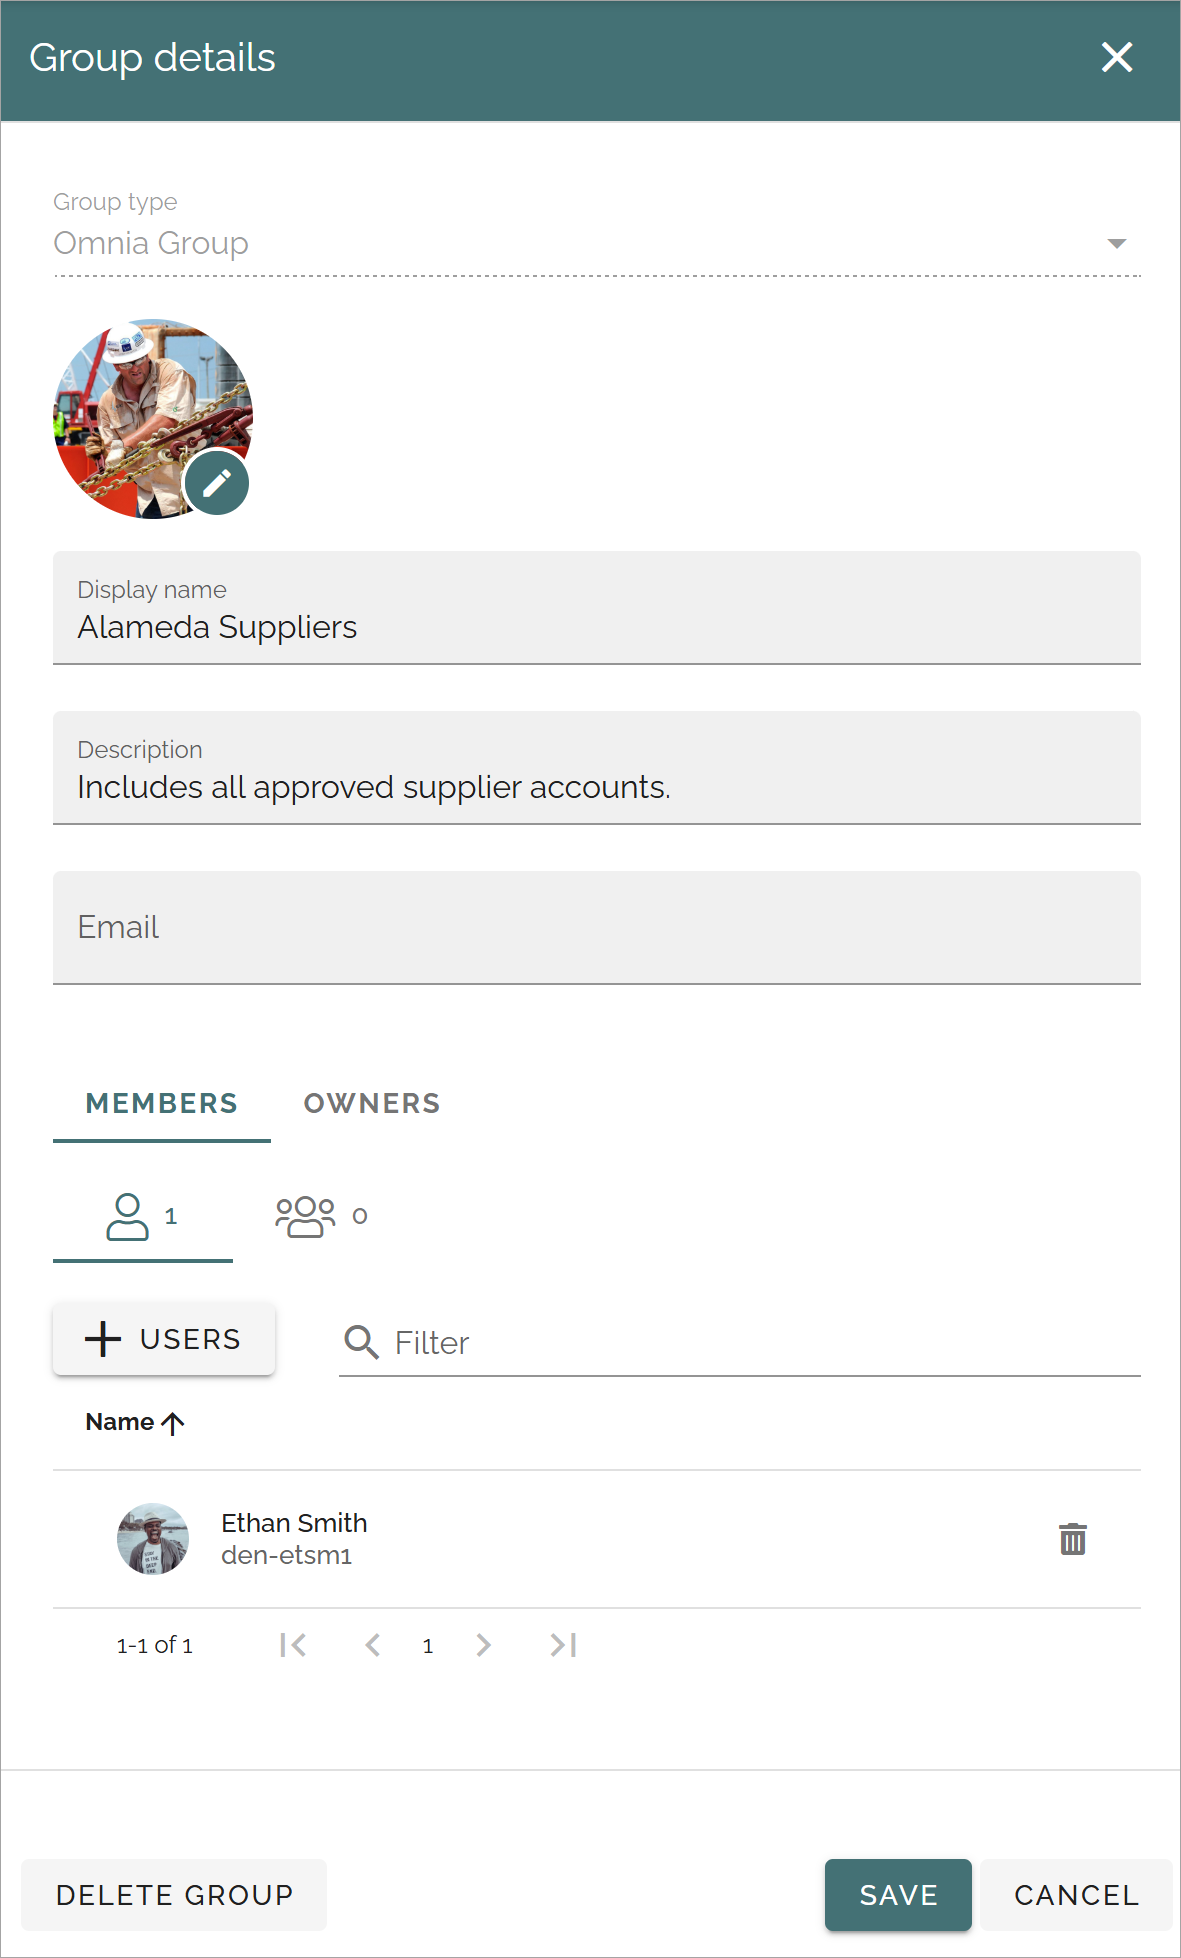 Group details
Group type
Omnia Group
Display name
Alameda Suppliers
Description
Includes all approved supplier accounts.
Email
MEMBERS OWNERS
1 0
USERS Filter
Name
Ethan Smith
den-etsm1
1-1 of 1 1
DELETE GROUP SAVE CANCEL